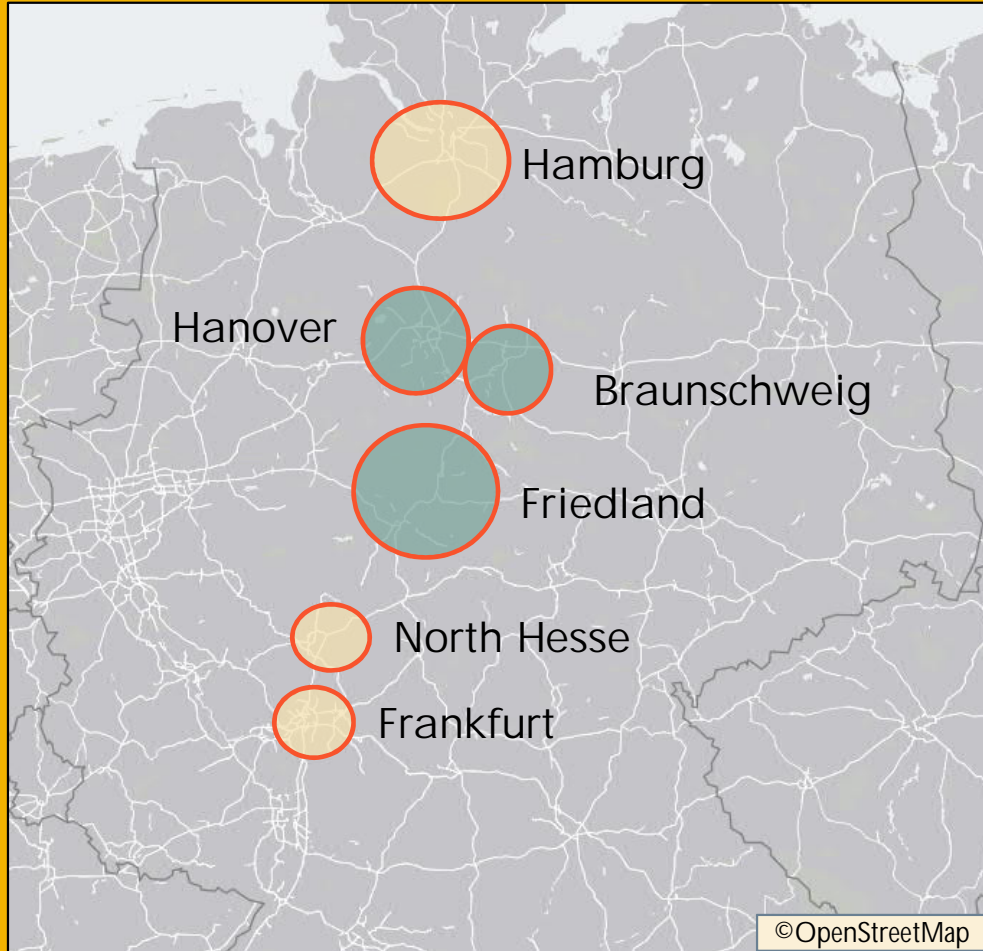 Hamburg
Hanover
Braunschweig
Friedland
North Hesse
Frankfurt
©OpenStreetMap